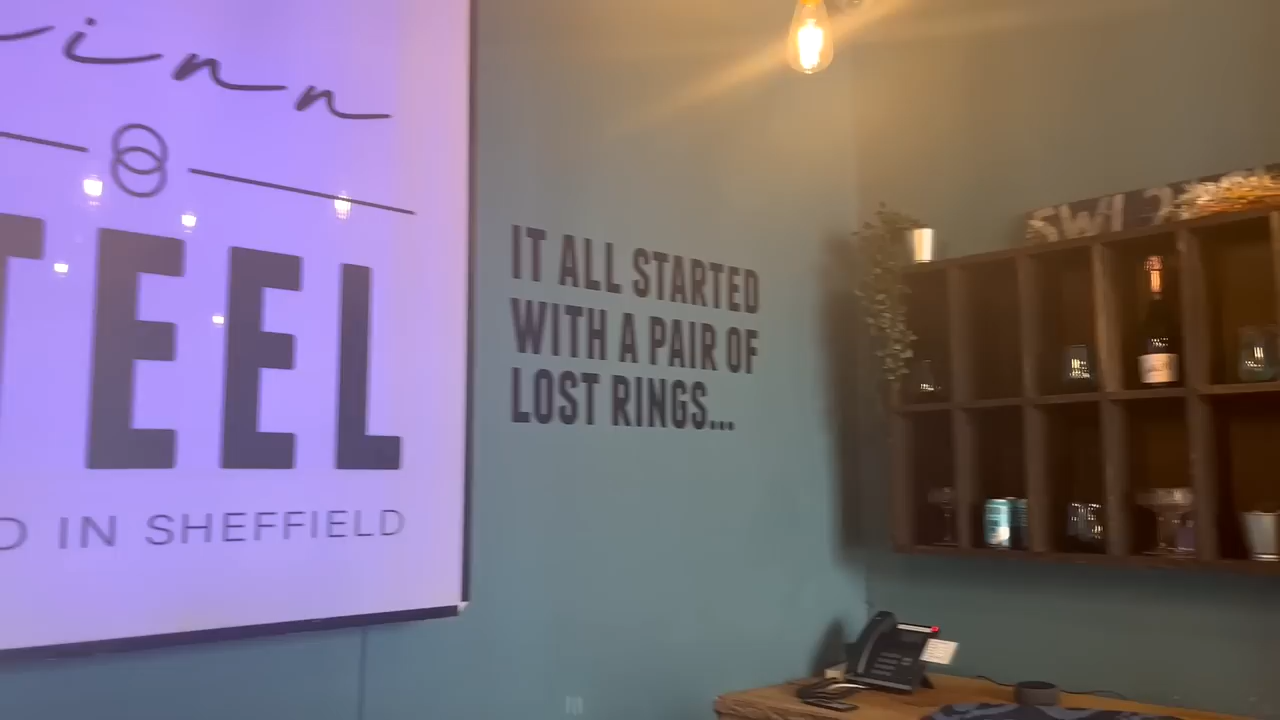 inn
TEEL
D IN SHEFFIELD
IT ALL STARTED
WITH A PAIR OF
LOST RINGS...